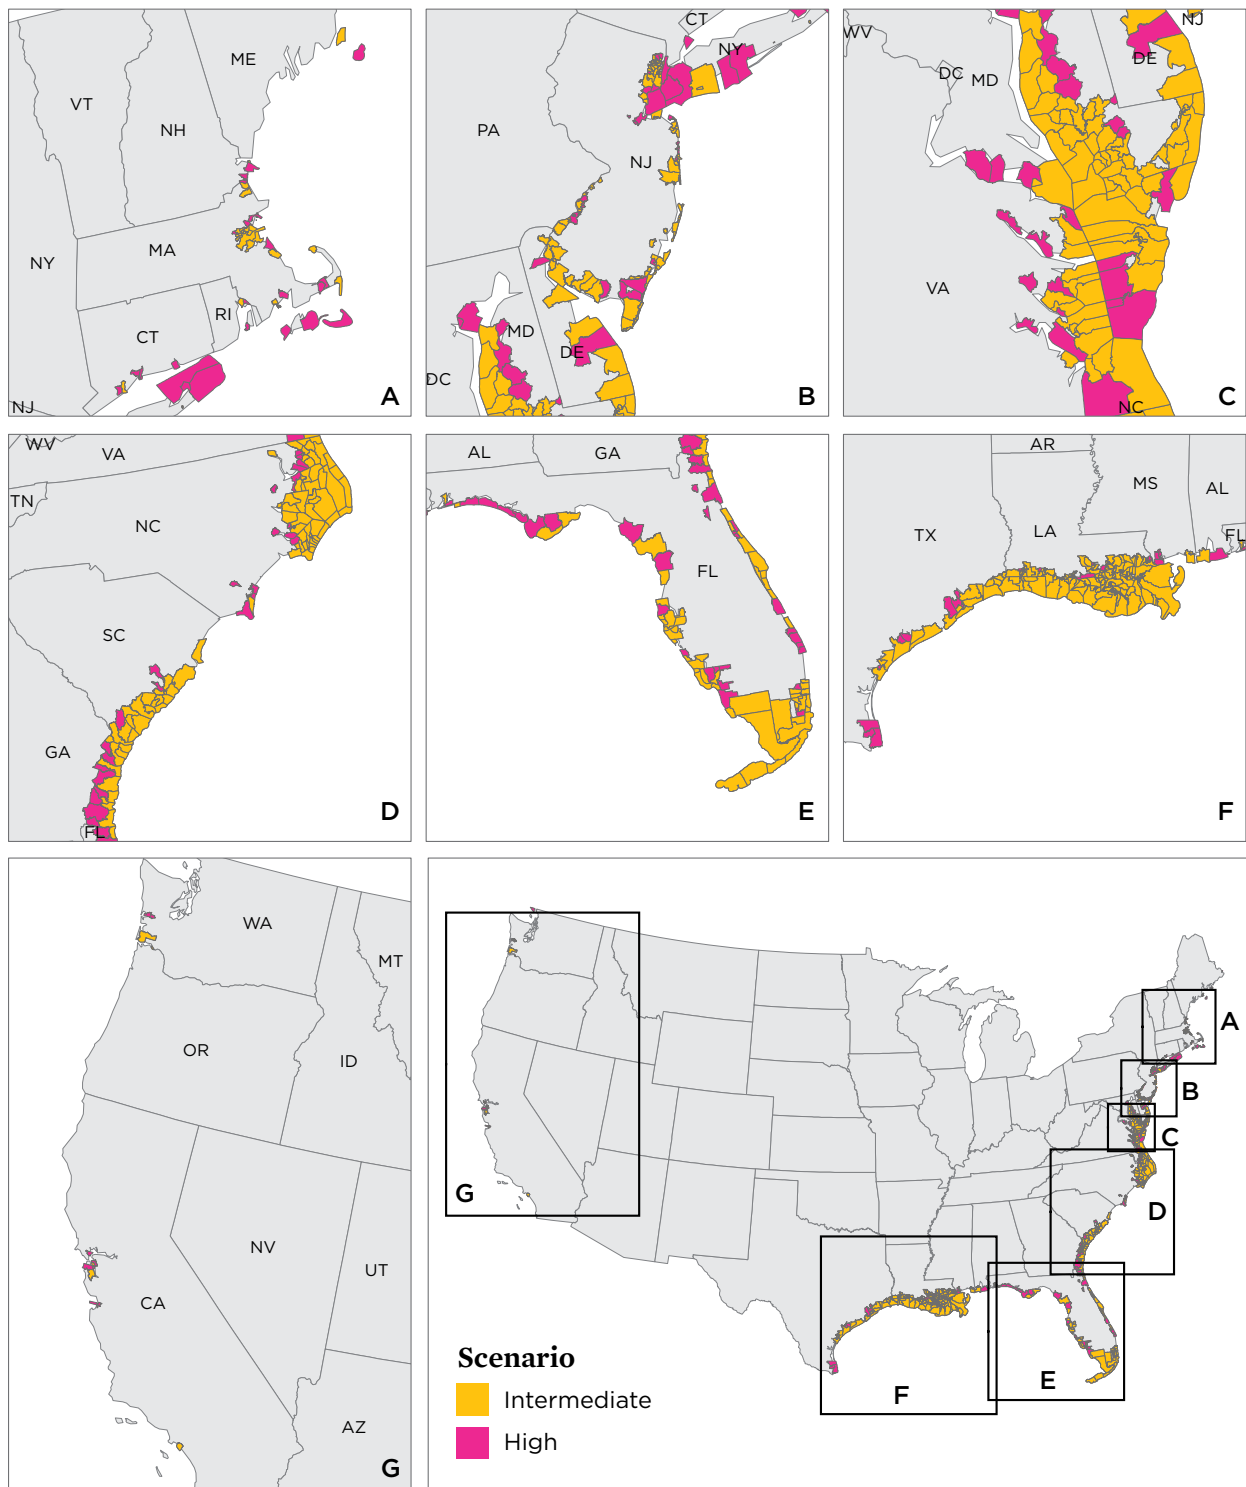 ME
VT
NH
MA
NY
RI
CT
NJ
A
CT
NY
PA
NJ
MD
DE
DC
B
NJ
WV
DE
DC
MD
VA
NC
C
WV
VA
TN
NC
SC
GA
FL
D
AL
GA
FL
E
AR
MS
AL
TX
LA
FL
F
WA
MT
OR
ID
NV
UT
CA
AZ
G
A
B
C
G
D
E
F
Scenario
Intermediate
High